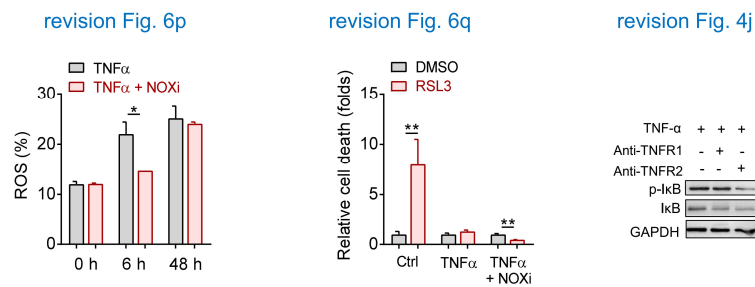 revision Fig. 6p
TNFα
TNFα + NOXi
ROS (%)
30
20
10
0
*
0 h 6 h 48 h
revision Fig. 6q
DMSO
RSL3
Relative cell death (folds)
15
10
5
0
**
**
Ctrl TNFα TNFα
+ NOXi
revision Fig. 4j
TNF-α + + +
Anti-TNFR1 - + -
Anti-TNFR2 - - +
p-IκB
IκB
GAPDH